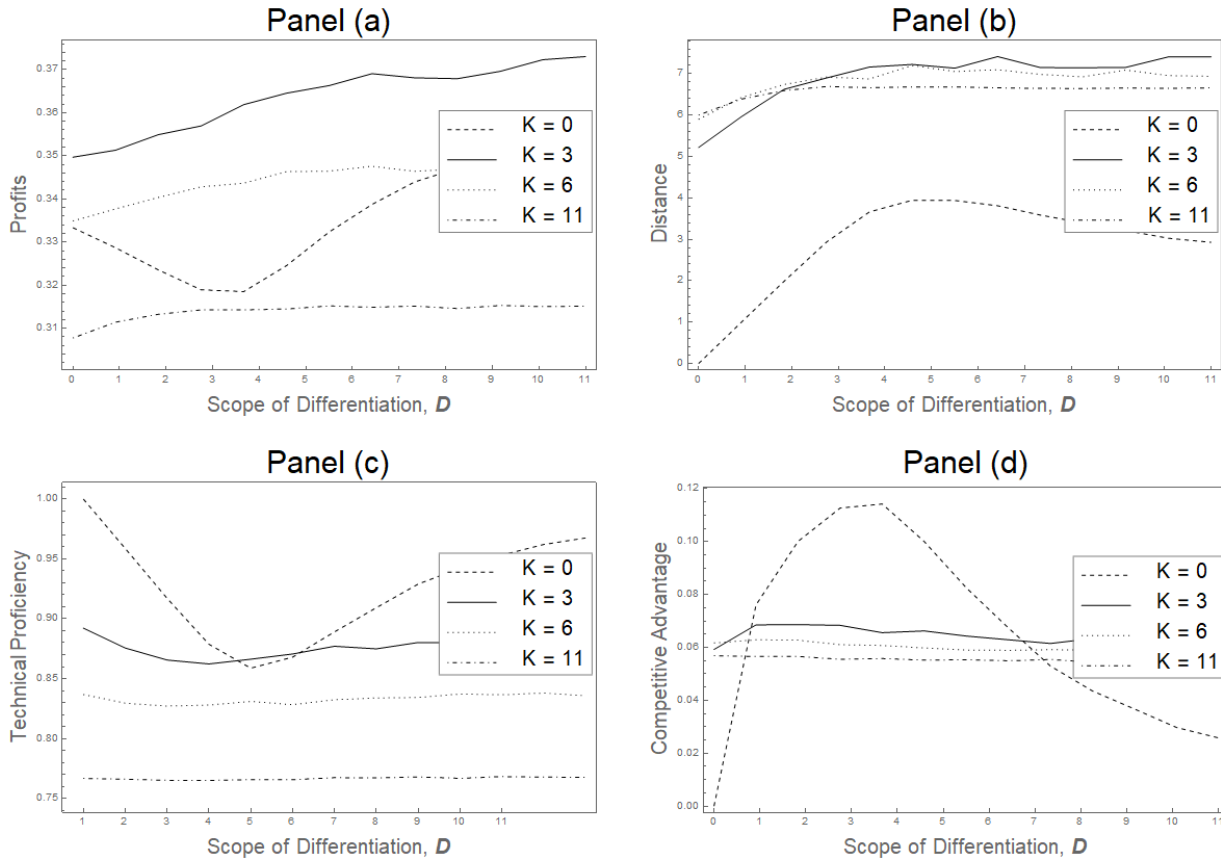 Panel (a)
Profits
0.37
0.36
0.35
0.34
0.33
0.32
0.31
K = 0
K = 3
K = 6
K = 11
0 1 2 3 4 5 6 7 8 9 10 11
Scope of Differentiation, D
Panel (b)
Distance
7
6
5
4
3
2
1
0
K = 0
K = 3
K = 6
K = 11
0 1 2 3 4 5 6 7 8 9 10 11
Scope of Differentiation, D
Panel (c)
Technical Proficiency
1.00
0.95
0.90
0.85
0.80
0.75
K = 0
K = 3
K = 6
K = 11
1 2 3 4 5 6 7 8 9 10 11
Scope of Differentiation, D
Panel (d)
Competitive Advantage
0.12
0.10
0.08
0.06
0.04
0.02
0.00
K = 0
K = 3
K = 6
K = 11
0 1 2 3 4 5 6 7 8 9 10 11
Scope of Differentiation, D